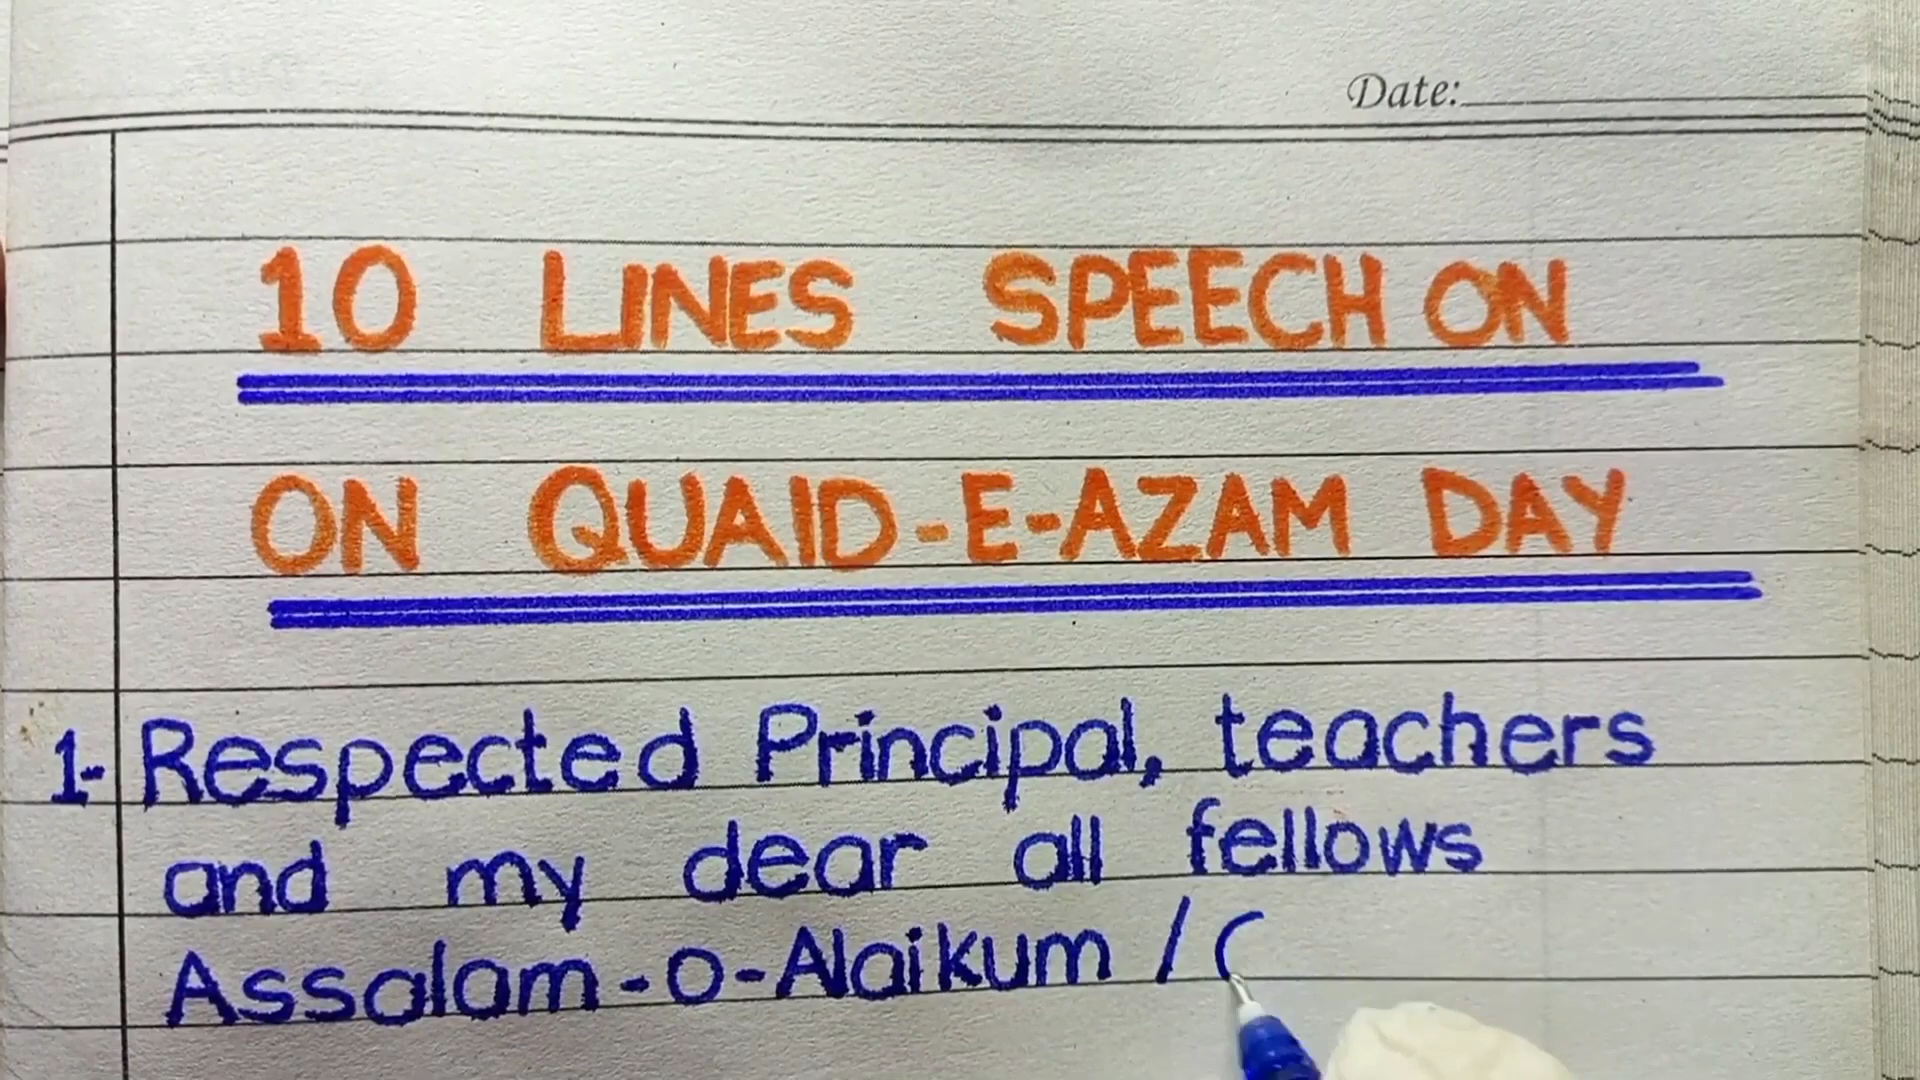 Date:
10 LINES SPEECH ON
ON QUAID-E-AZAM DAY
1- Respected Principal, teachers
and my dear all fellows
Assalam-o-Alaikum /